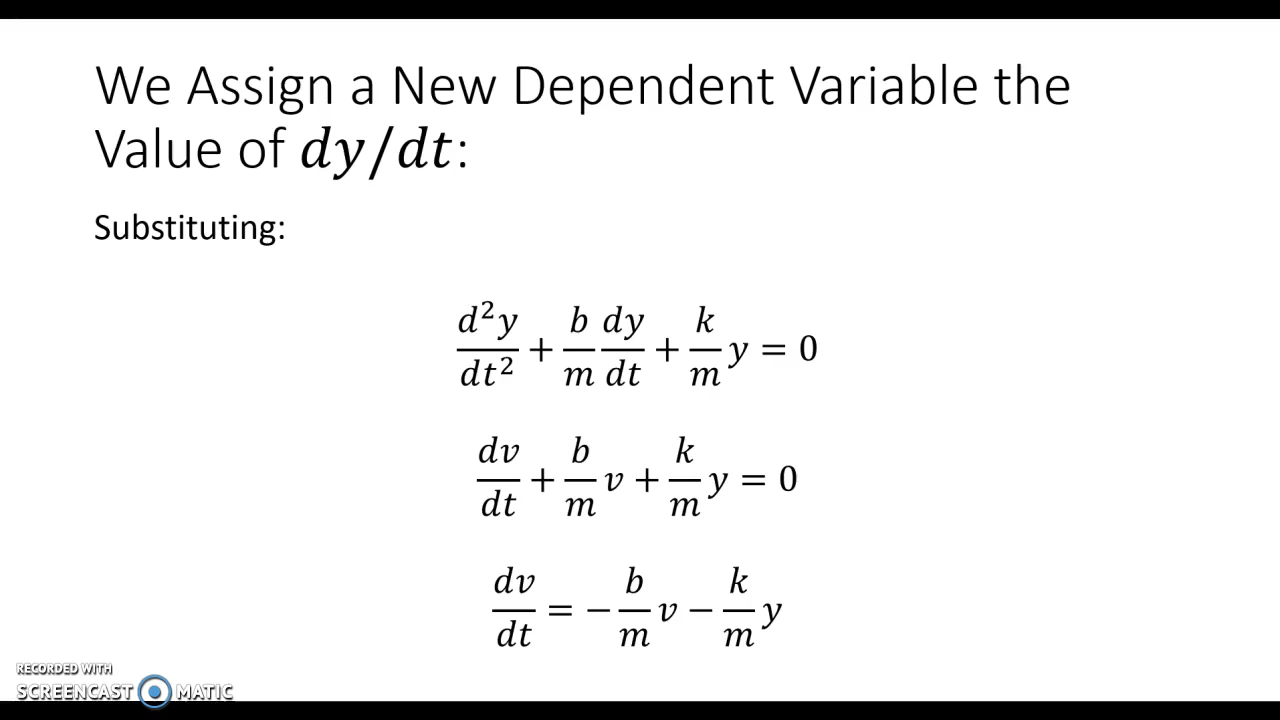 We Assign a New Dependent Variable the
Value of dy/dt:
Substituting:
d²y/dt² + b/m dy/dt + k/m y = 0
dv/dt + b/m v + k/m y = 0
dv/dt = − b/m v − k/m y
RECORDED WITH
SCREENCAST MATIC